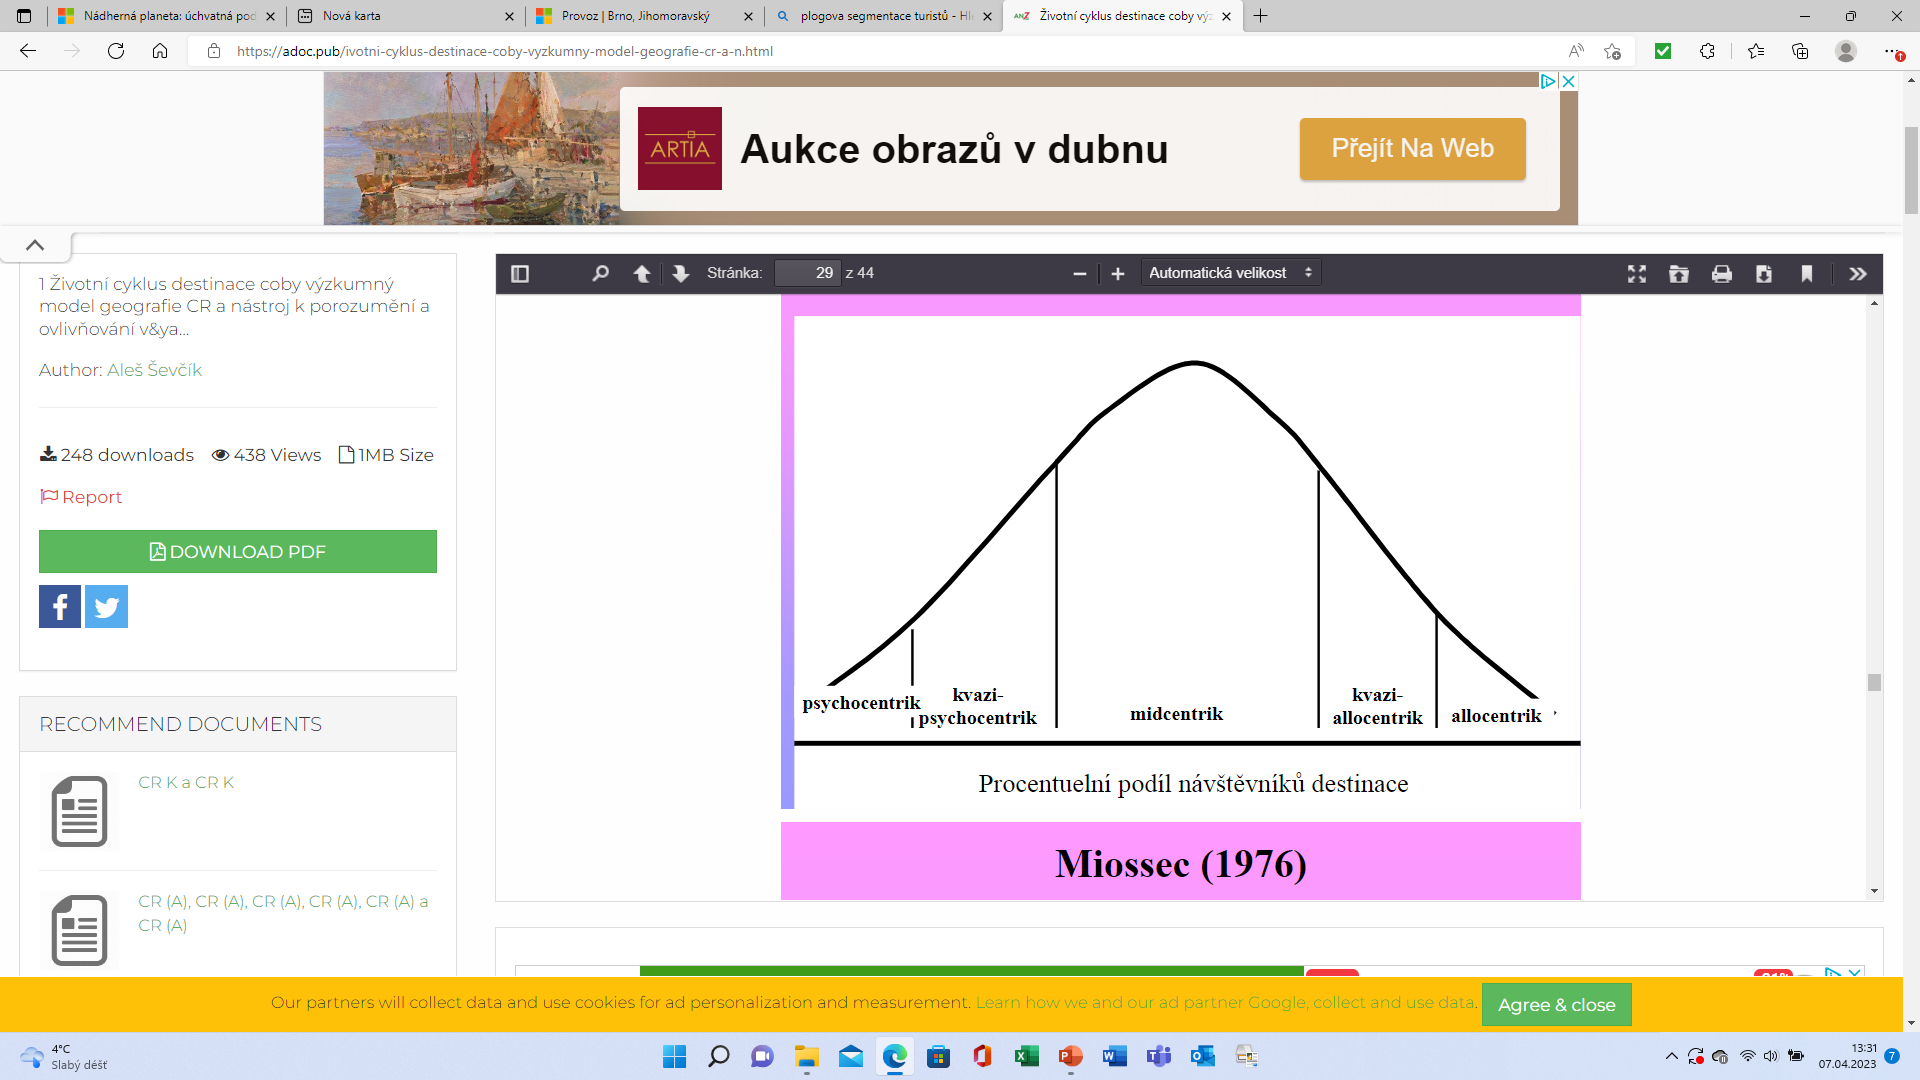 Nádherná planeta: úchvatná pod
Nová karta
Provoz | Brno, Jihomoravský
plogova segmentace turistů - Hle
Životní cyklus destinace coby výz
https://adoc.pub/ivotni-cyklus-destinace-coby-vyzkumny-model-geografie-cr-a-n.html
ARTIA
Aukce obrazů v dubnu
Přejít Na Web
1 Životní cyklus destinace coby výzkumný
model geografie CR a nástroj k porozumění a
ovlivňování v&ya...
Author: Aleš Ševčík
248 downloads 438 Views 1MB Size
Report
DOWNLOAD PDF
RECOMMEND DOCUMENTS
CR K a CR K
CR (A), CR (A), CR (A), CR (A), CR (A) a
CR (A)
Stránka: 29 z 44
Automatická velikost
psychocentrik
kvazi-
psychocentrik
midcentrik
kvazi-
allocentrik
allocentrik
Procentuelní podíl návštěvníků destinace
Miossec (1976)
Our partners will collect data and use cookies for ad personalization and measurement. Learn how we and our ad partner Google, collect and use data. Agree & close
4°C
Slabý déšť
13:31
07.04.2023
7